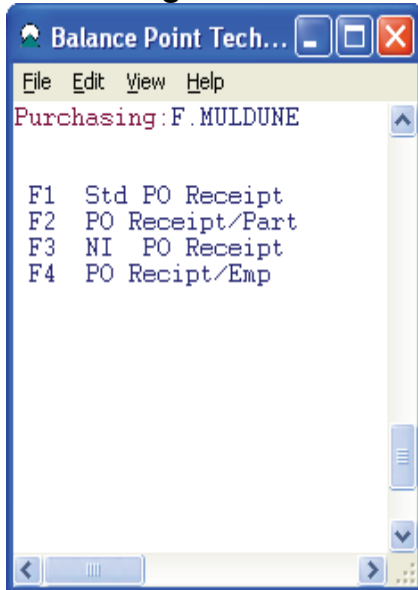 Balance Point Tech...
File Edit View Help
Purchasing:F.MULDUNE
F1 Std PO Receipt
F2 PO Receipt/Part
F3 NI PO Receipt
F4 PO Recipt/Emp